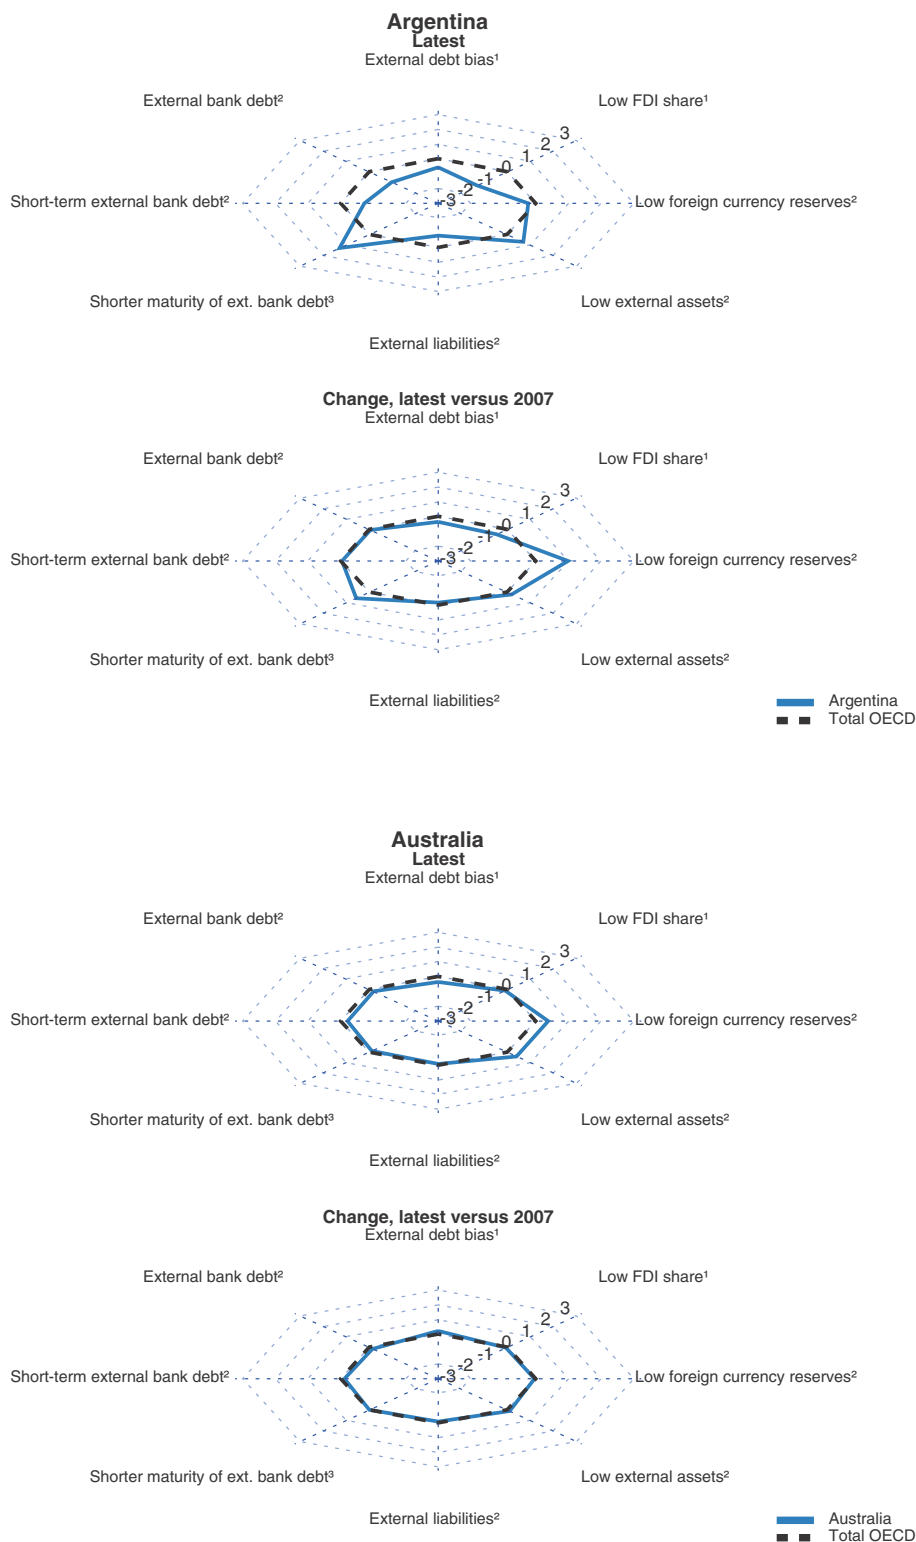 Argentina
Latest
External debt bias¹
External bank debt²
Low FDI share¹
3
2
1
0
-1
-2
-3
Short-term external bank debt²
Low foreign currency reserves²
Shorter maturity of ext. bank debt³
Low external assets²
External liabilities²
Change, latest versus 2007
External debt bias¹
External bank debt²
Low FDI share¹
3
2
1
0
-1
-2
-3
Short-term external bank debt²
Low foreign currency reserves²
Shorter maturity of ext. bank debt³
Low external assets²
External liabilities²
Argentina
Total OECD
Australia
Latest
External debt bias¹
External bank debt²
Low FDI share¹
3
2
1
0
-1
-2
-3
Short-term external bank debt²
Low foreign currency reserves²
Shorter maturity of ext. bank debt³
Low external assets²
External liabilities²
Change, latest versus 2007
External debt bias¹
External bank debt²
Low FDI share¹
3
2
1
0
-1
-2
-3
Short-term external bank debt²
Low foreign currency reserves²
Shorter maturity of ext. bank debt³
Low external assets²
External liabilities²
Australia
Total OECD